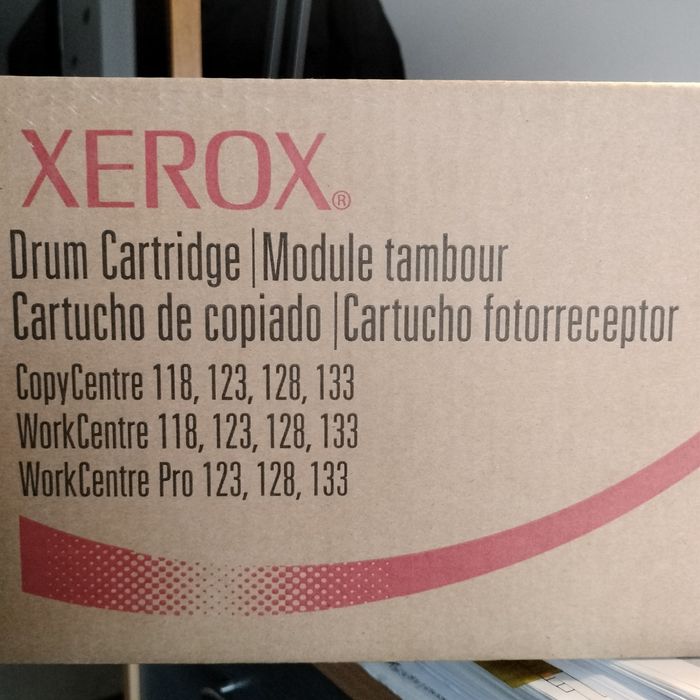 XEROX®
Drum Cartridge | Module tambour
Cartucho de copiado | Cartucho fotorreceptor
CopyCentre 118, 123, 128, 133
WorkCentre 118, 123, 128, 133
WorkCentre Pro 123, 128, 133